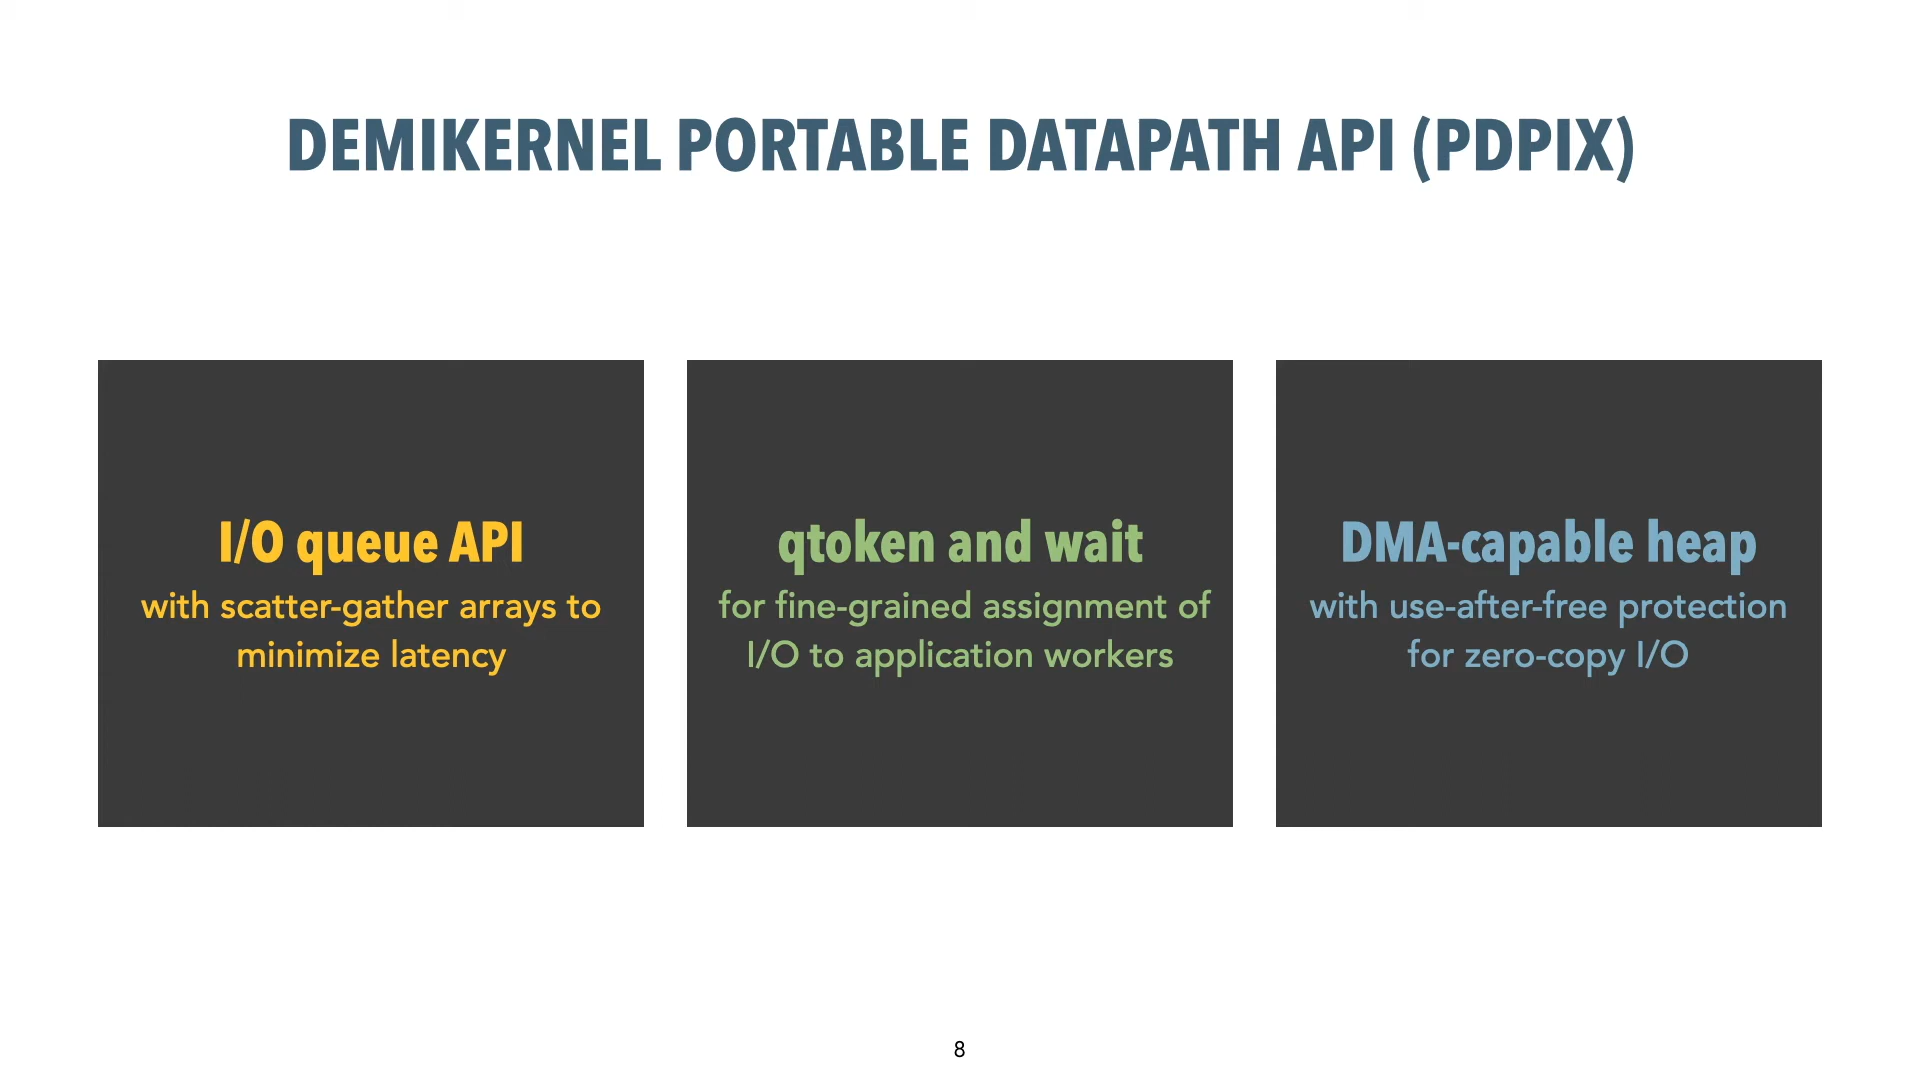 DEMIKERNEL PORTABLE DATAPATH API (PDPIX)
I/O queue API
with scatter-gather arrays to
minimize latency
qtoken and wait
for fine-grained assignment of
I/O to application workers
DMA-capable heap
with use-after-free protection
for zero-copy I/O
8